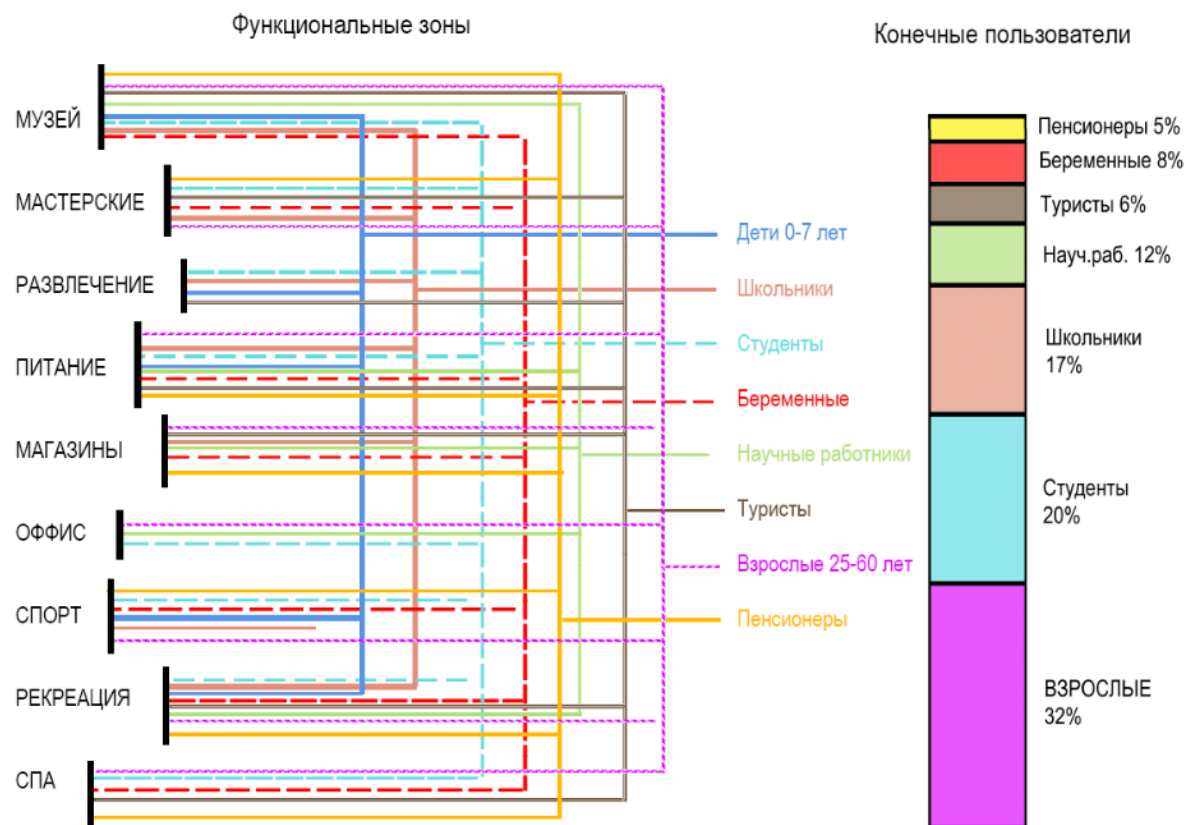 Функциональные зоны
Конечные пользователи
МУЗЕЙ
МАСТЕРСКИЕ
РАЗВЛЕЧЕНИЕ
ПИТАНИЕ
МАГАЗИНЫ
ОФФИС
СПОРТ
РЕКРЕАЦИЯ
СПА
Дети 0-7 лет
Школьники
Студенты
Беременные
Научные работники
Туристы
Взрослые 25-60 лет
Пенсионеры
Пенсионеры 5%
Беременные 8%
Туристы 6%
Науч.раб. 12%
Школьники
17%
Студенты
20%
ВЗРОСЛЫЕ
32%